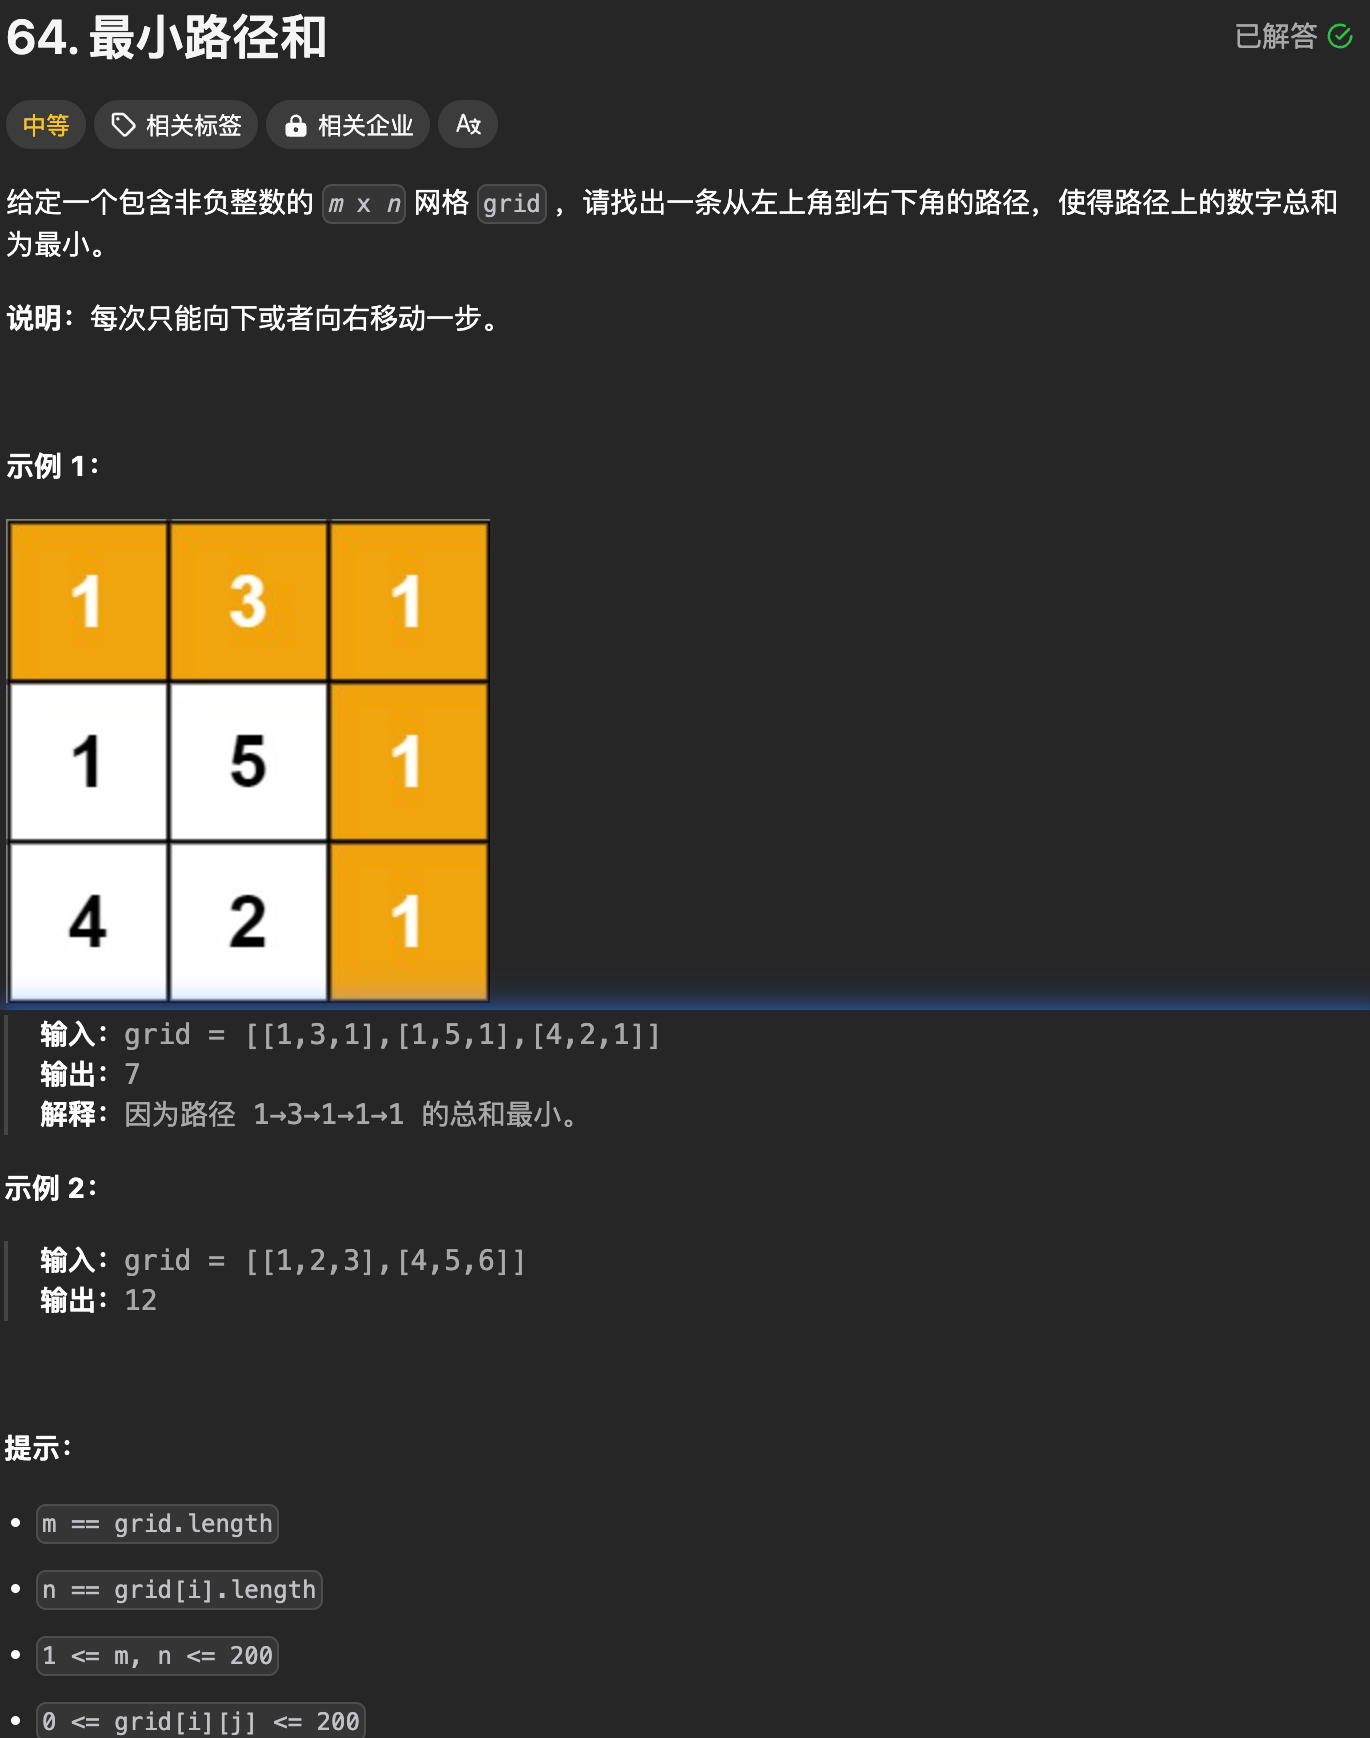 64. 最小路径和
已解答
中等 相关标签 相关企业 A文
给定一个包含非负整数的 m x n 网格 grid ，请找出一条从左上角到右下角的路径，使得路径上的数字总和
为最小。
说明：每次只能向下或者向右移动一步。
示例 1：
1 3 1
1 5 1
4 2 1
输入：grid = [[1,3,1],[1,5,1],[4,2,1]]
输出：7
解释：因为路径 1→3→1→1→1 的总和最小。
示例 2：
输入：grid = [[1,2,3],[4,5,6]]
输出：12
提示：
• m == grid.length
• n == grid[i].length
• 1 <= m, n <= 200
• 0 <= grid[i][j] <= 200